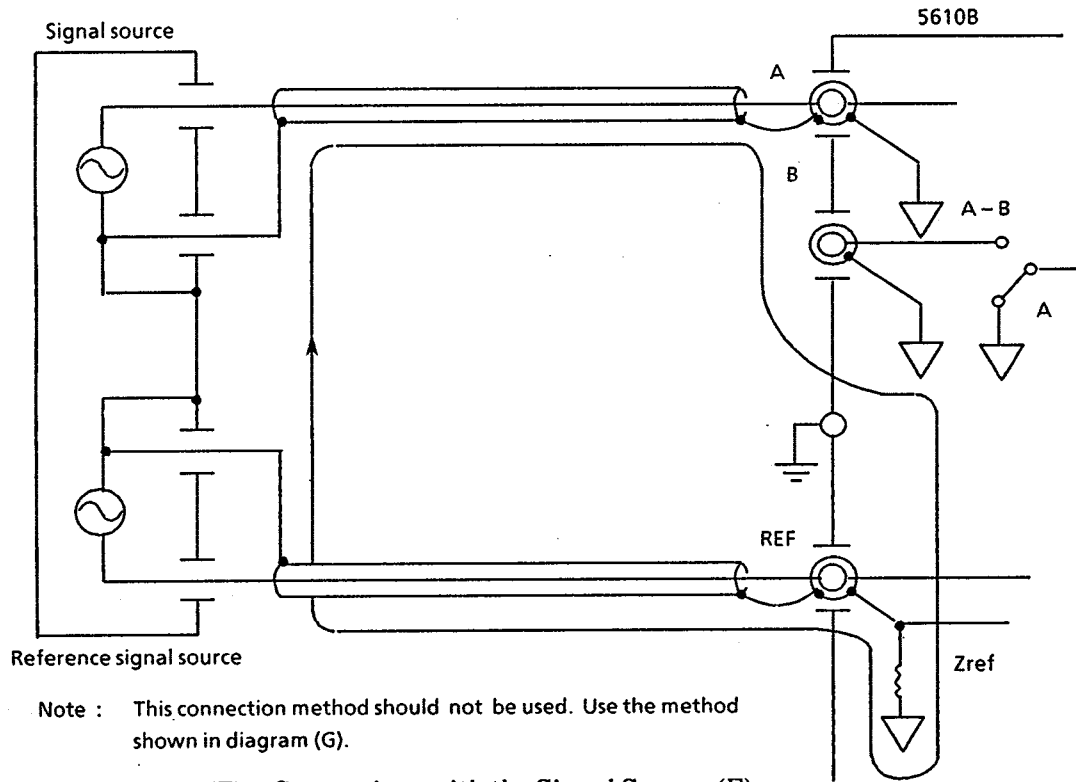 Signal source
5610B
A
B
A – B
A
REF
Zref
Reference signal source
Note : This connection method should not be used. Use the method
shown in diagram (G).